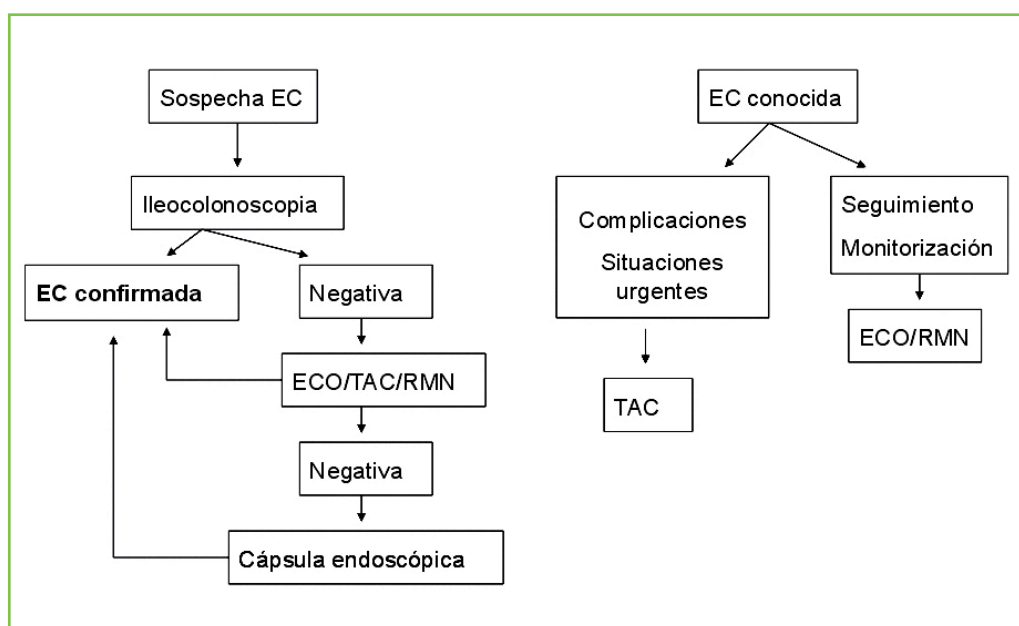 Sospecha EC
Ileocolonoscopia
EC confirmada
Negativa
ECO/TAC/RMN
Negativa
Cápsula endoscópica
EC conocida
Complicaciones
Situaciones
urgentes
TAC
Seguimiento
Monitorización
ECO/RMN